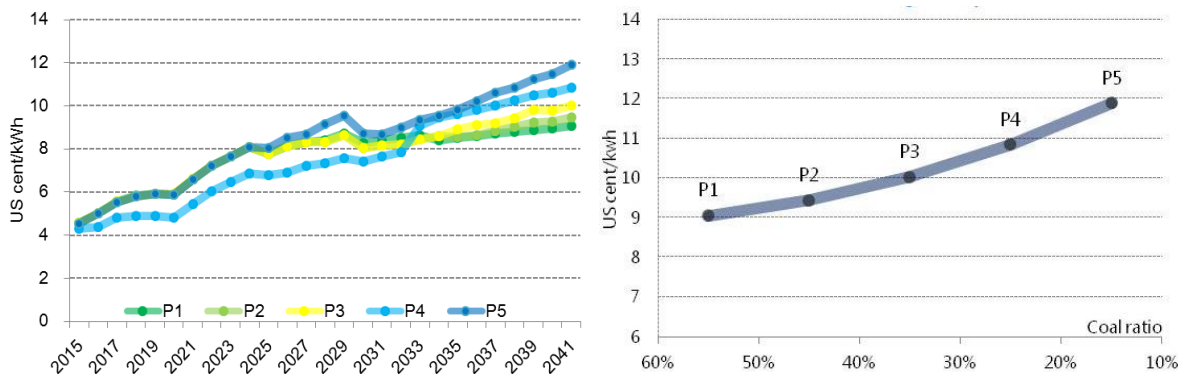 14
12
10
8
6
4
2
0
US cent/kWh
P1 P2 P3 P4 P5
2015 2017 2019 2021 2023 2025 2027 2029 2031 2033 2035 2037 2039 2041
14
13
12
11
10
9
8
7
6
US cent/kwh
P1
P2
P3
P4
P5
Coal ratio
60% 50% 40% 30% 20% 10%